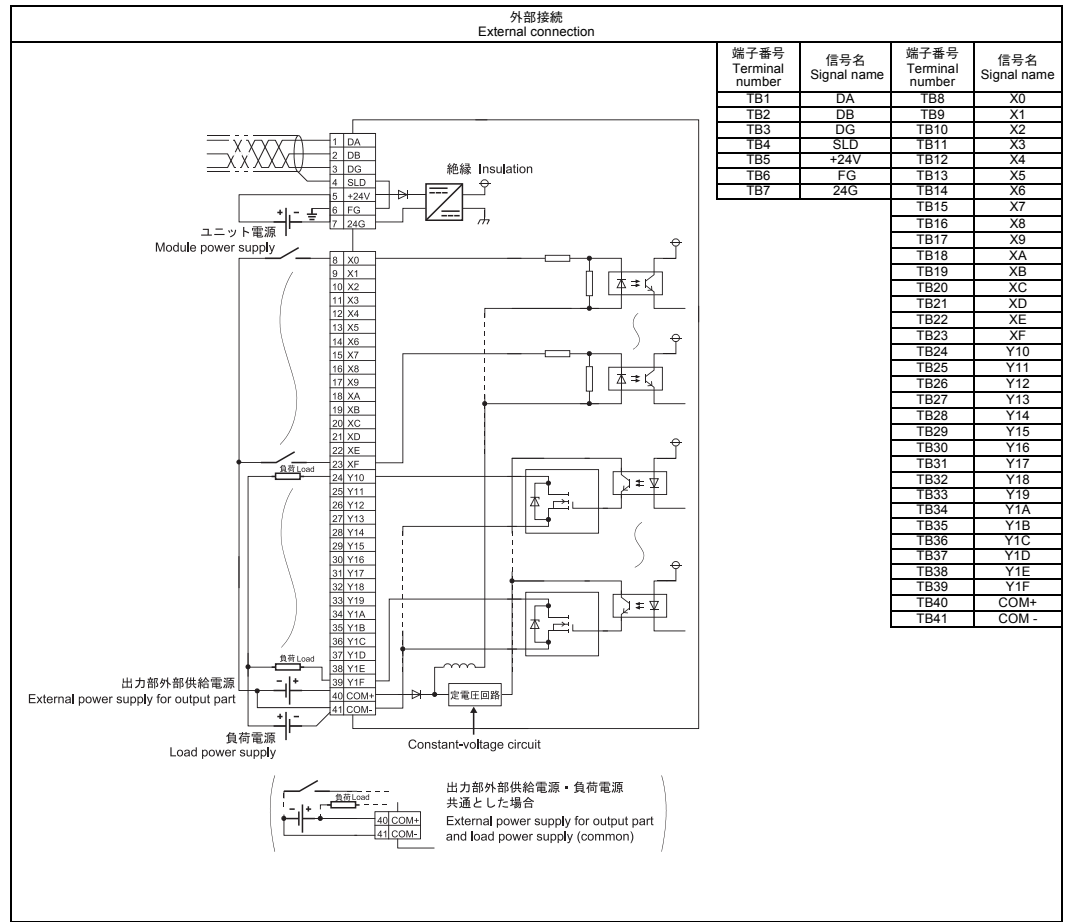 外部接続
External connection
端子番号
Terminal
number
信号名
Signal name
端子番号
Terminal
number
信号名
Signal name
TB1 DA TB8 X0
TB2 DB TB9 X1
TB3 DG TB10 X2
TB4 SLD TB11 X3
TB5 +24V TB12 X4
TB6 FG TB13 X5
TB7 24G TB14 X6
TB15 X7
TB16 X8
TB17 X9
TB18 XA
TB19 XB
TB20 XC
TB21 XD
TB22 XE
TB23 XF
TB24 Y10
TB25 Y11
TB26 Y12
TB27 Y13
TB28 Y14
TB29 Y15
TB30 Y16
TB31 Y17
TB32 Y18
TB33 Y19
TB34 Y1A
TB35 Y1B
TB36 Y1C
TB37 Y1D
TB38 Y1E
TB39 Y1F
TB40 COM+
TB41 COM -
1 DA
2 DB
3 DG
4 SLD
5 +24V
6 FG
7 24G
絶縁 Insulation
+ -
ユニット電源
Module power supply
8 X0
9 X1
10 X2
11 X3
12 X4
13 X5
14 X6
15 X7
16 X8
17 X9
18 XA
19 XB
20 XC
21 XD
22 XE
23 XF
負荷 Load
24 Y10
25 Y11
26 Y12
27 Y13
28 Y14
29 Y15
30 Y16
31 Y17
32 Y18
33 Y19
34 Y1A
35 Y1B
36 Y1C
37 Y1D
38 Y1E
39 Y1F
40 COM+
41 COM-
負荷 Load
- +
出力部外部供給電源
External power supply for output part
+ -
負荷電源
Load power supply
定電圧回路
Constant-voltage circuit
負荷 Load
- +
40 COM+
41 COM-
出力部外部供給電源・負荷電源
共通とした場合
External power supply for output part
and load power supply (common)